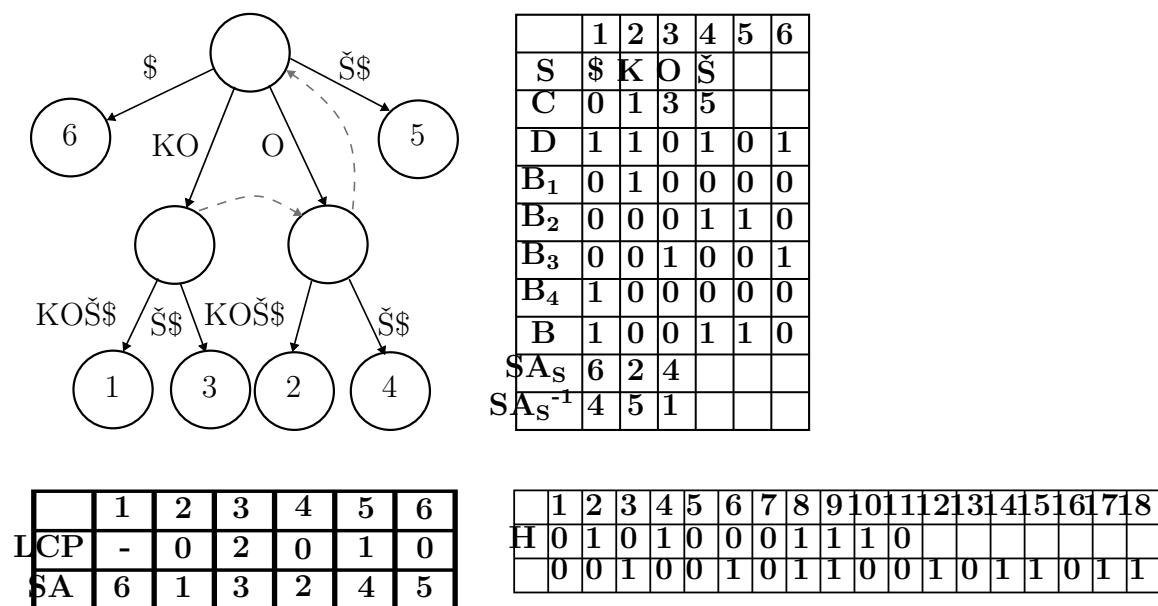 $ Š$
6 5
KO O
KOŠ$ Š$ KOŠ$ Š$
1 3 2 4
1 2 3 4 5 6
S $ K O Š
C 0 1 3 5
D 1 1 0 1 0 1
B1 0 1 0 0 0 0
B2 0 0 0 1 1 0
B3 0 0 1 0 0 1
B4 1 0 0 0 0 0
B 1 0 0 1 1 0
SAS 6 2 4
SAS-1 4 5 1
1 2 3 4 5 6
LCP - 0 2 0 1 0
SA 6 1 3 2 4 5
1 2 3 4 5 6 7 8 9 10 11 12 13 14 15 16 17 18
H 0 1 0 1 0 0 0 1 1 1 0
0 0 1 0 0 1 0 1 1 0 0 1 0 1 1 0 1 1